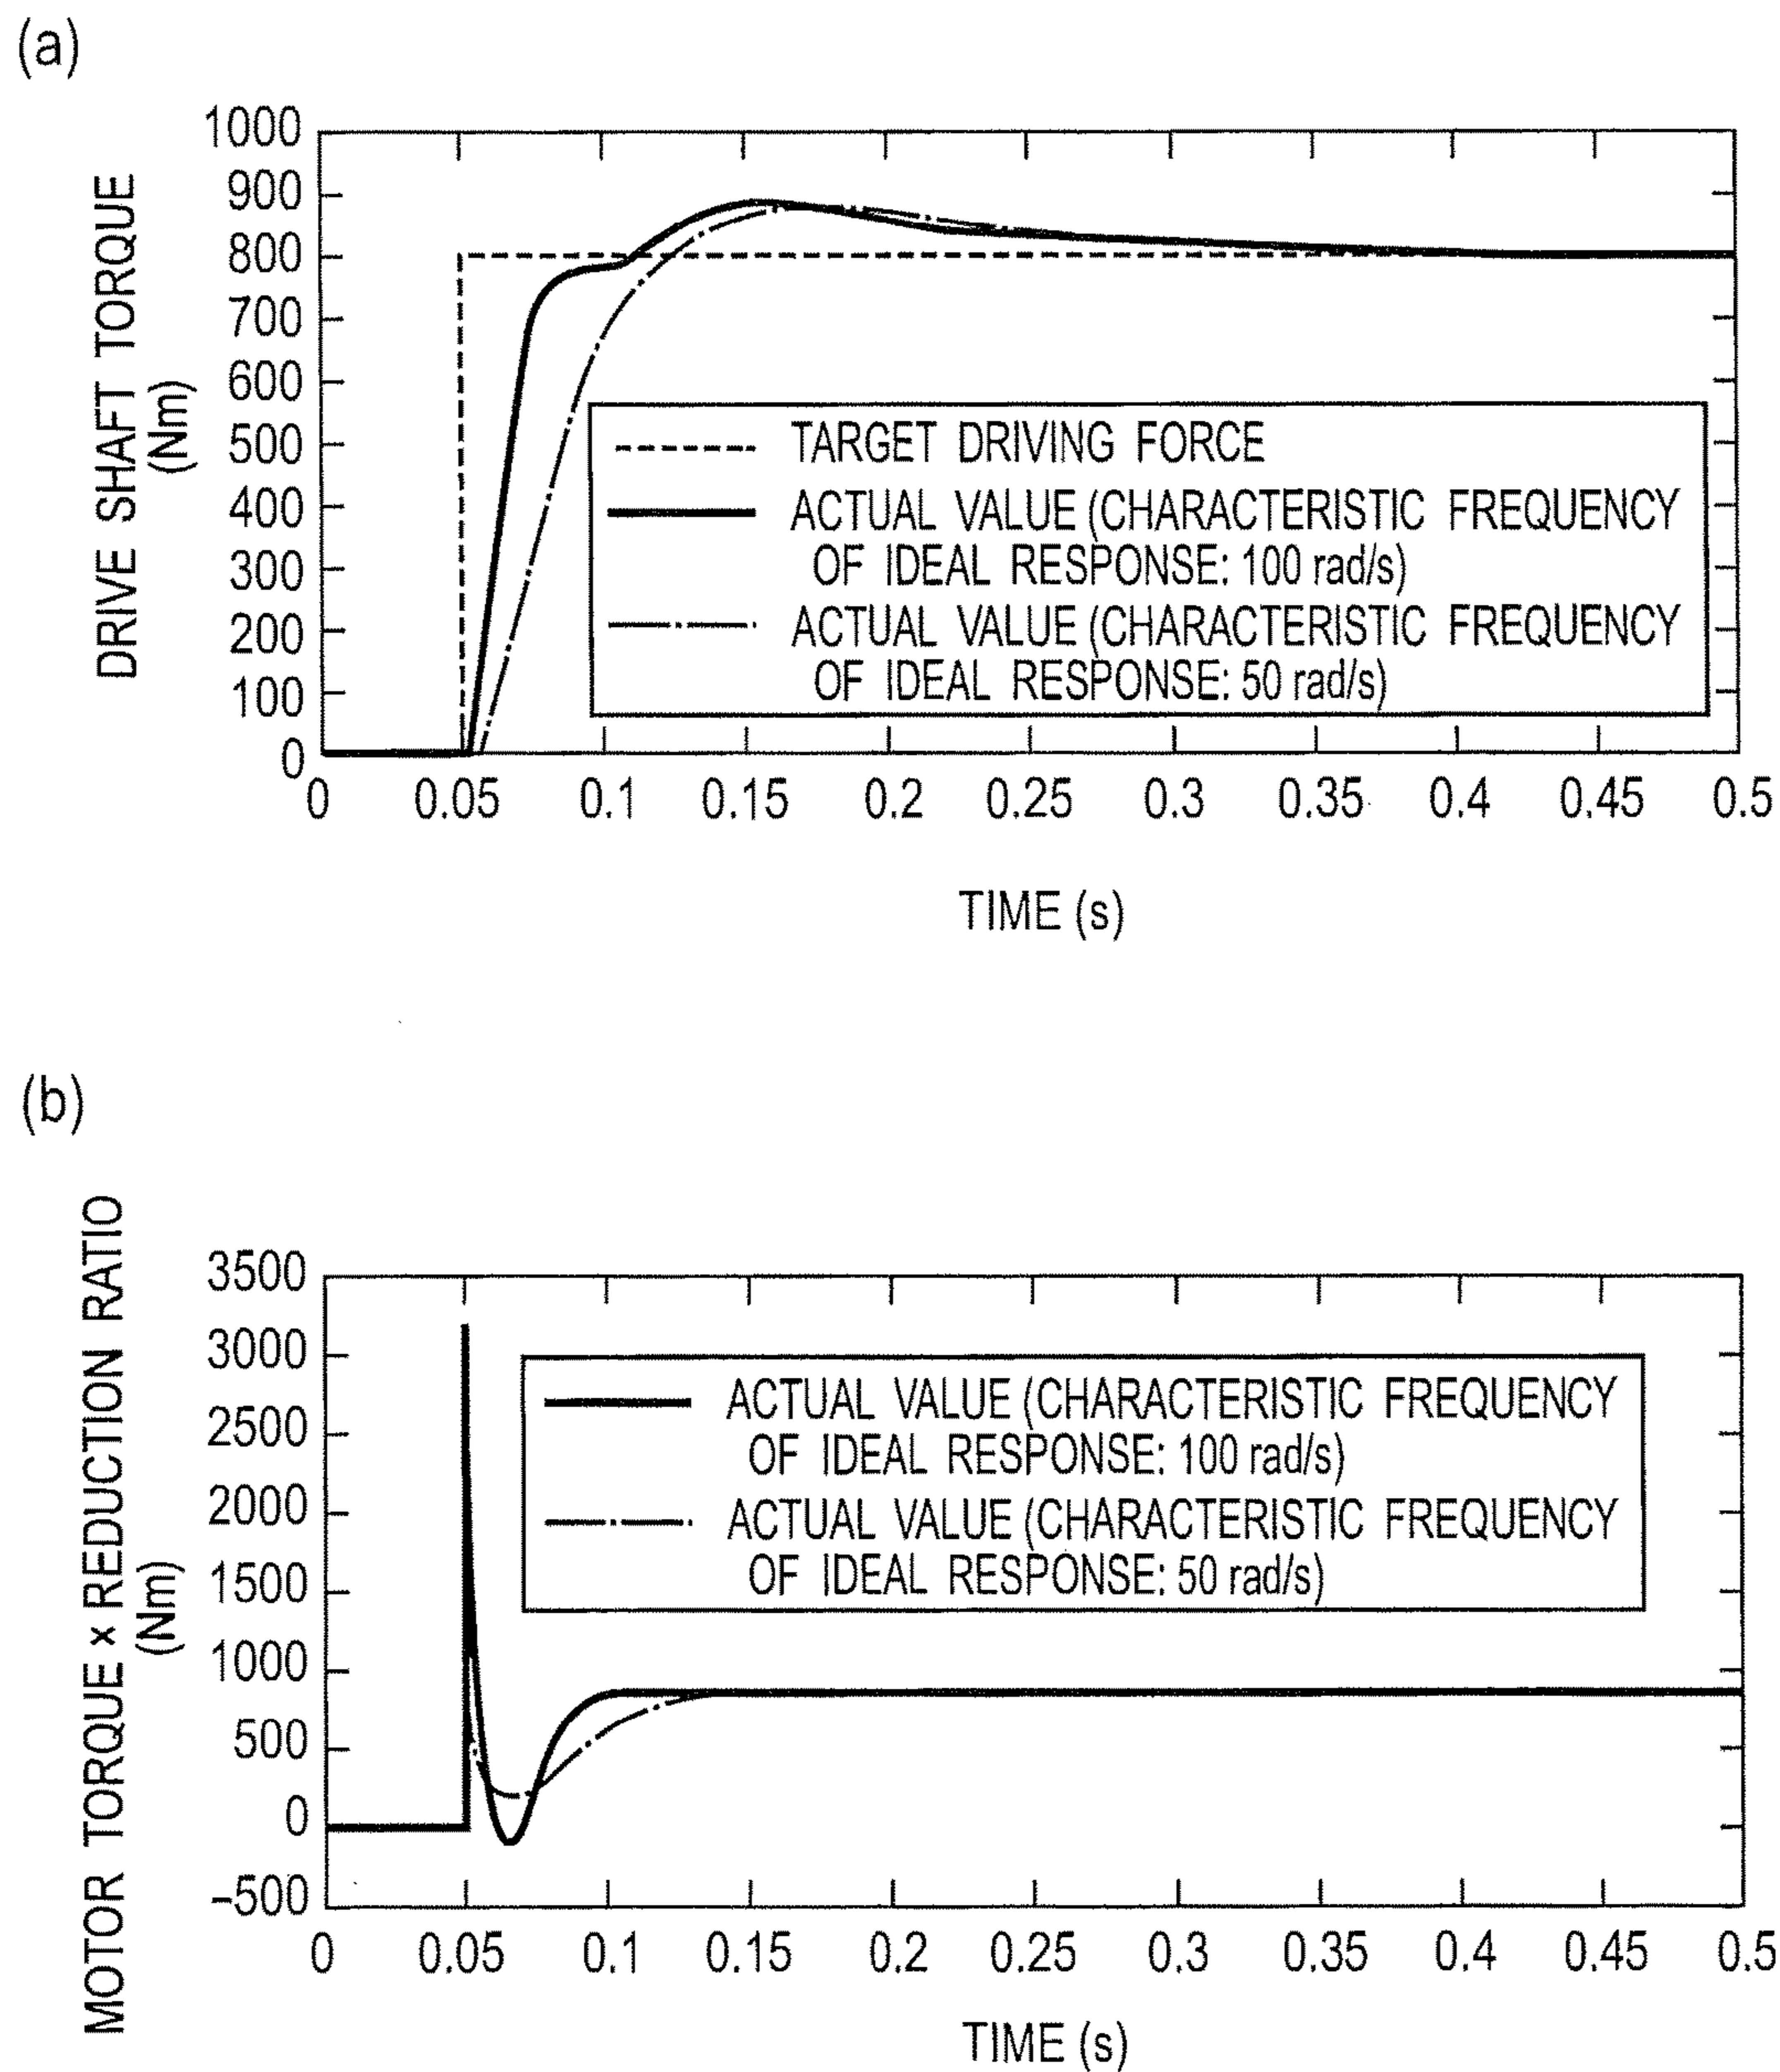 (a)
DRIVE SHAFT TORQUE
(Nm)
1000
900
800
700
600
500
400
300
200
100
0
TARGET DRIVING FORCE
ACTUAL VALUE (CHARACTERISTIC FREQUENCY
OF IDEAL RESPONSE: 100 rad/s)
ACTUAL VALUE (CHARACTERISTIC FREQUENCY
OF IDEAL RESPONSE: 50 rad/s)
0 0.05 0.1 0.15 0.2 0.25 0.3 0.35 0.4 0.45 0.5
TIME (s)
(b)
MOTOR TORQUE × REDUCTION RATIO
(Nm)
3500
3000
2500
2000
1500
1000
500
0
-500
ACTUAL VALUE (CHARACTERISTIC FREQUENCY
OF IDEAL RESPONSE: 100 rad/s)
ACTUAL VALUE (CHARACTERISTIC FREQUENCY
OF IDEAL RESPONSE: 50 rad/s)
0 0.05 0.1 0.15 0.2 0.25 0.3 0.35 0.4 0.45 0.5
TIME (s)